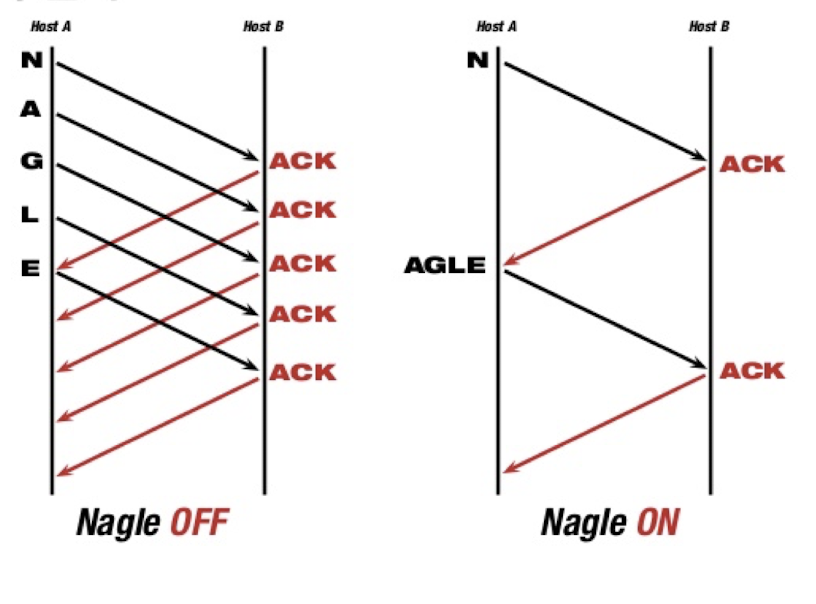 Host A
Host B
N
A
G
L
E
ACK
ACK
ACK
ACK
ACK
Nagle OFF
Host A
Host B
N
AGLE
ACK
ACK
Nagle ON